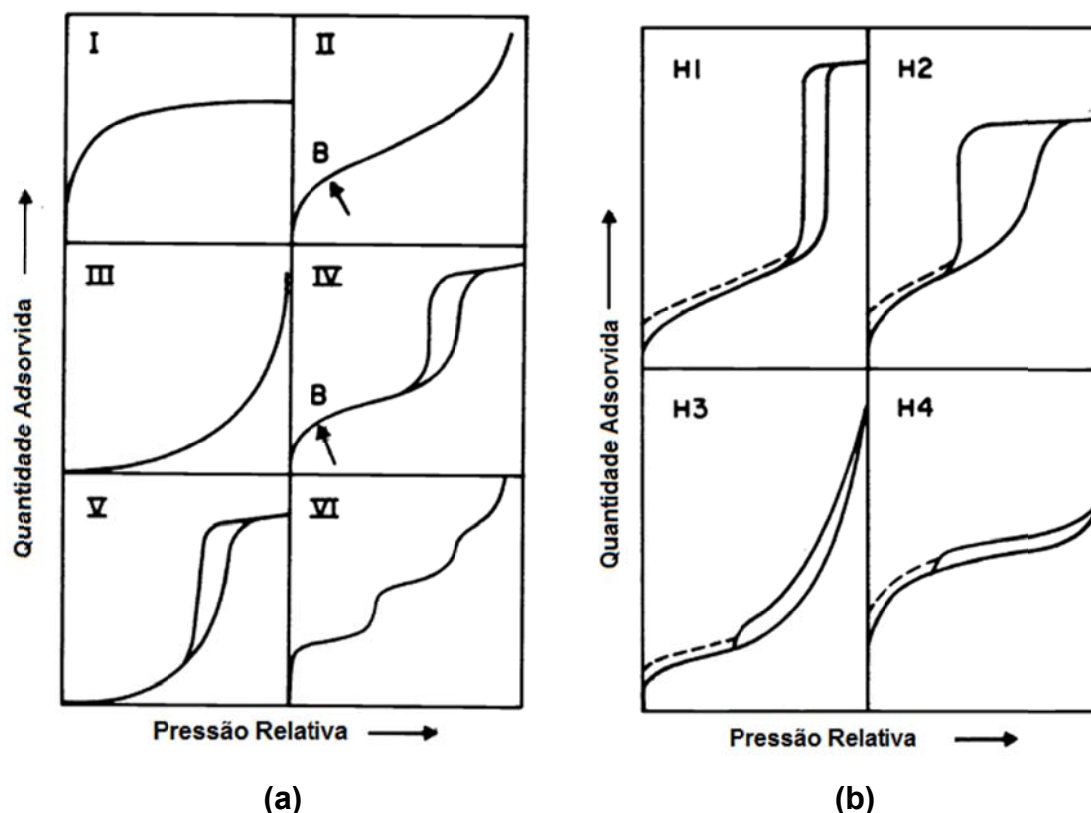 I
II
B
III
IV
B
V
VI
Quantidade Adsorvida
Pressão Relativa
(a)
H1
H2
H3
H4
Quantidade Adsorvida
Pressão Relativa
(b)